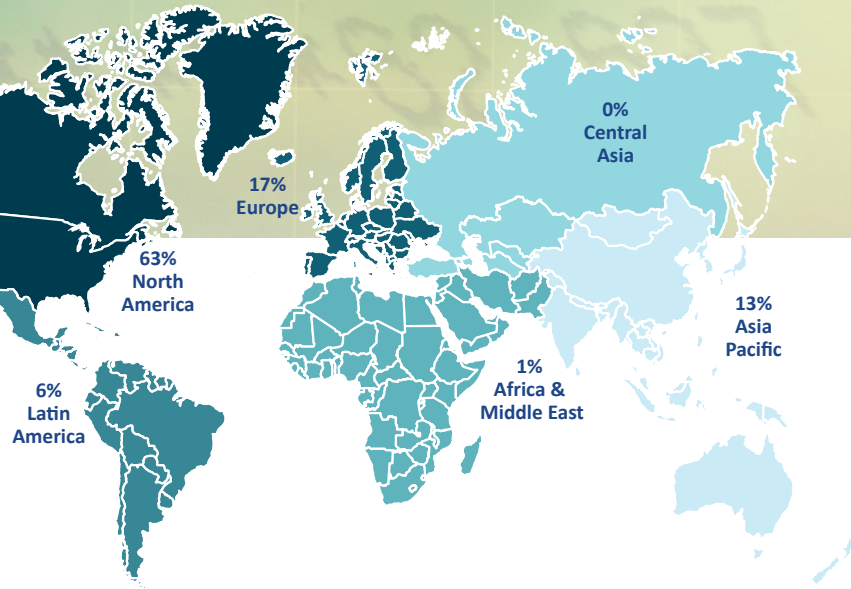 0%
Central
Asia
17%
Europe
63%
North
America
13%
Asia
Pacific
1%
Africa &
Middle East
6%
Latin
America